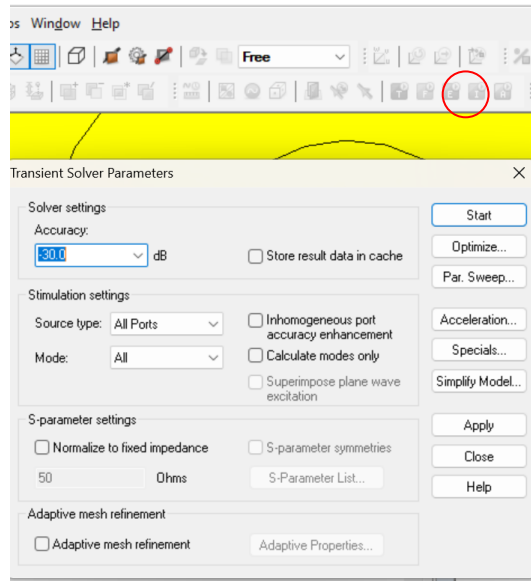 os Window Help
Free
Transient Solver Parameters
Solver settings
Accuracy:
-30.0 dB
Store result data in cache
Stimulation settings
Source type: All Ports
Inhomogeneous port
accuracy enhancement
Mode: All
Calculate modes only
Superimpose plane wave
excitation
S-parameter settings
Normalize to fixed impedance
S-parameter symmetries
50 Ohms
S-Parameter List...
Adaptive mesh refinement
Adaptive mesh refinement
Adaptive Properties...
Start
Optimize...
Par. Sweep...
Acceleration...
Specials...
Simplify Model...
Apply
Close
Help